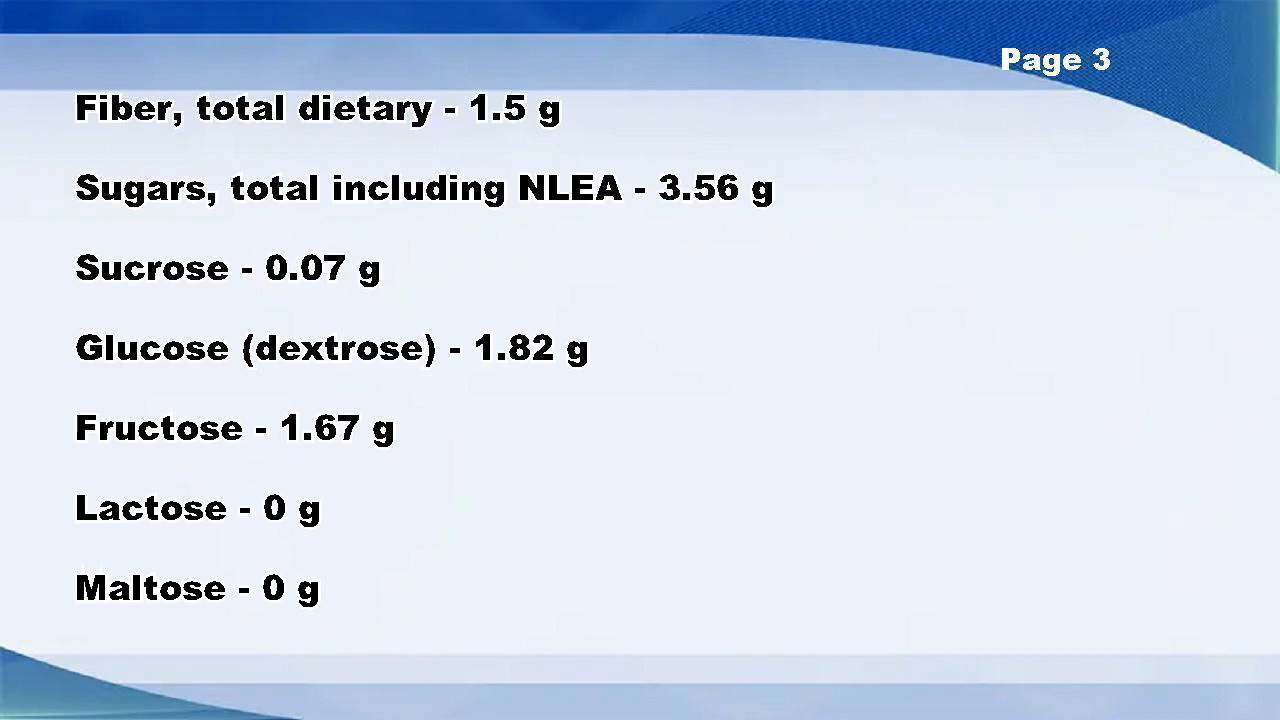 Page 3
Fiber, total dietary - 1.5 g
Sugars, total including NLEA - 3.56 g
Sucrose - 0.07 g
Glucose (dextrose) - 1.82 g
Fructose - 1.67 g
Lactose - 0 g
Maltose - 0 g